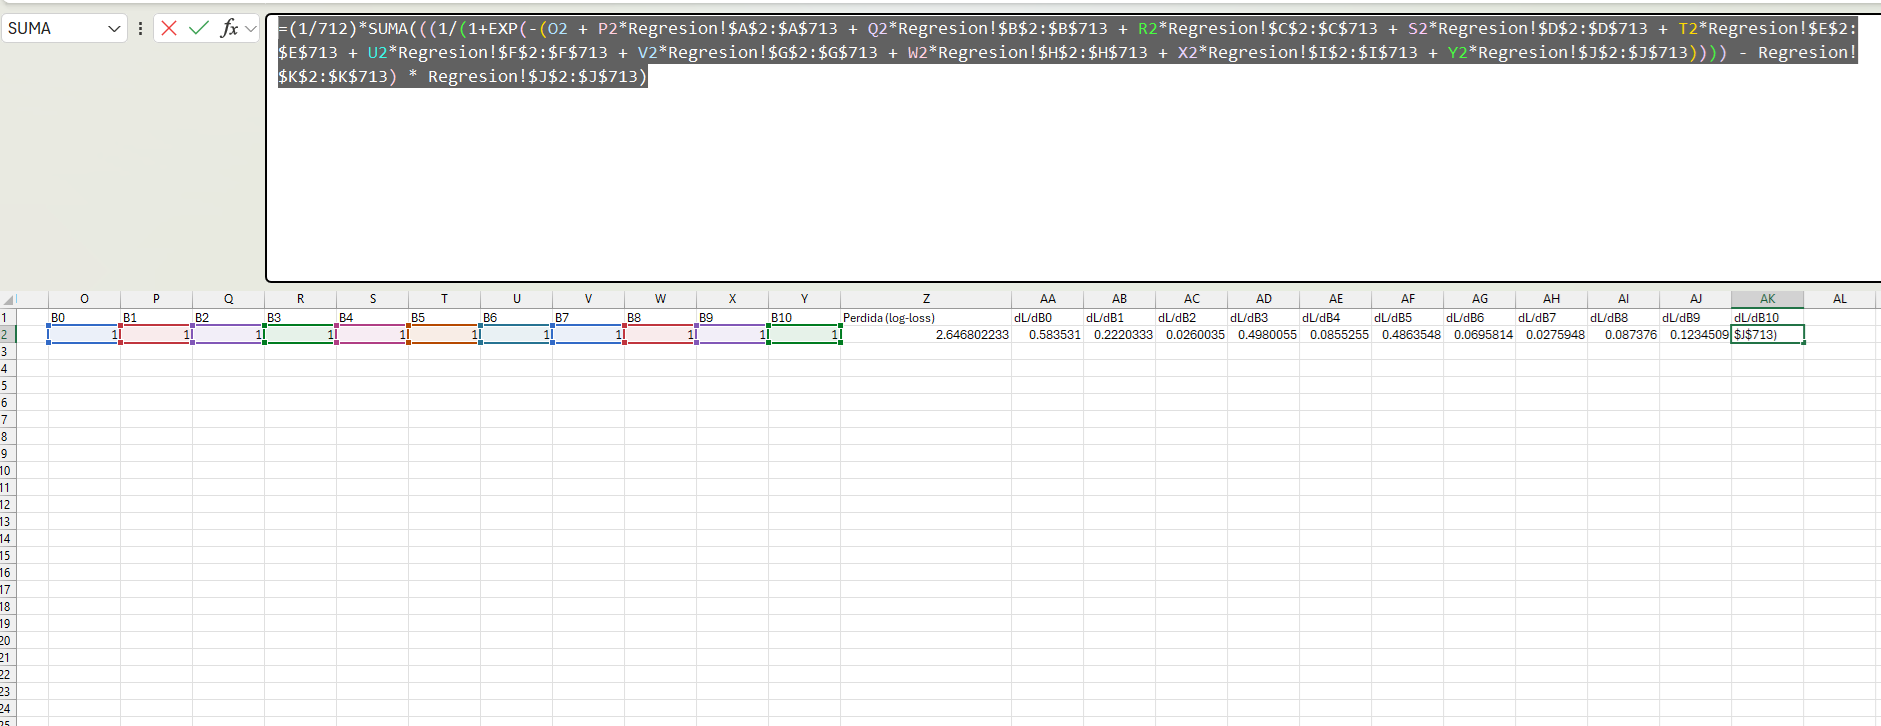 SUMA
fx
=(1/712)*SUMA(((1/(1+EXP(-(O2 + P2*Regresion!$A$2:$A$713 + Q2*Regresion!$B$2:$B$713 + R2*Regresion!$C$2:$C$713 + S2*Regresion!$D$2:$D$713 + T2*Regresion!$E$2:
$E$713 + U2*Regresion!$F$2:$F$713 + V2*Regresion!$G$2:$G$713 + W2*Regresion!$H$2:$H$713 + X2*Regresion!$I$2:$I$713 + Y2*Regresion!$J$2:$J$713)))) - Regresion!
$K$2:$K$713) * Regresion!$J$2:$J$713)
O P Q R S T U V W X Y Z AA AB AC AD AE AF AG AH AI AJ AK AL
1 B0 B1 B2 B3 B4 B5 B6 B7 B8 B9 B10 Perdida (log-loss) dL/dB0 dL/dB1 dL/dB2 dL/dB3 dL/dB4 dL/dB5 dL/dB6 dL/dB7 dL/dB8 dL/dB9 dL/dB10
2 1 1 1 1 1 1 1 1 1 1 1 2.646802233 0.583531 0.2220333 0.0260035 0.4980055 0.0855255 0.4863548 0.0695814 0.0275948 0.087376 0.1234509 $J$713)
3
4
5
6
7
8
9
10
11
12
13
14
15
16
17
18
19
20
21
22
23
24
25